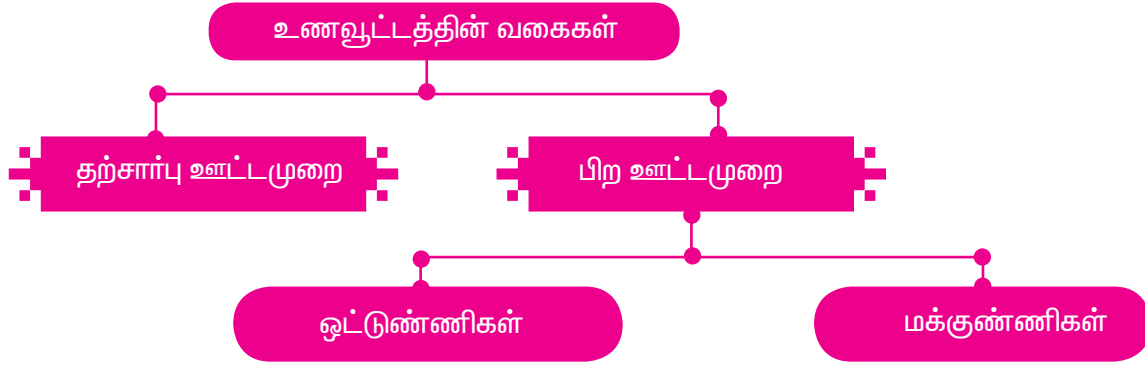 உணவூட்டத்தின் வகைகள்
தற்சார்பு ஊட்டமுறை
பிற ஊட்டமுறை
ஒட்டுண்ணிகள்
மக்குண்ணிகள்